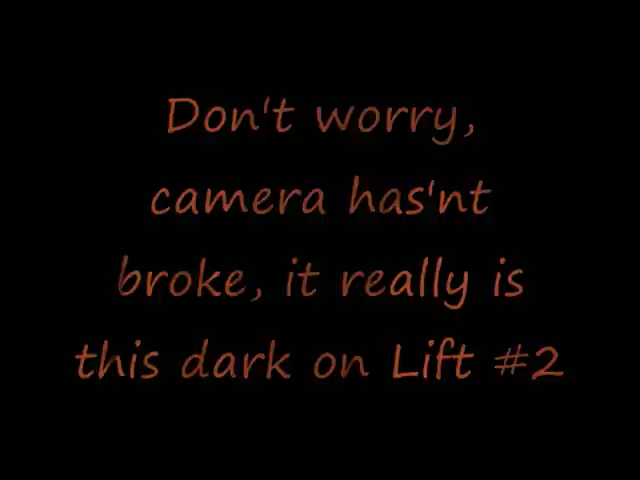 Don't worry,
camera has'nt
broke, it really is
this dark on Lift #2